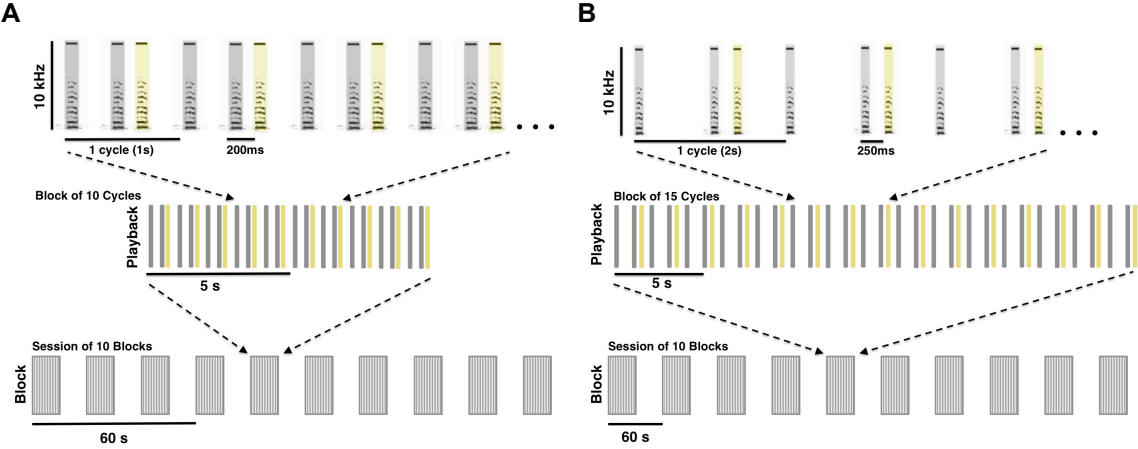 A
10 kHz
1 cycle (1s)
200ms
Block of 10 Cycles
Playback
5 s
Session of 10 Blocks
Block
60 s
B
10 kHz
1 cycle (2s)
250ms
Block of 15 Cycles
Playback
5 s
Session of 10 Blocks
Block
60 s